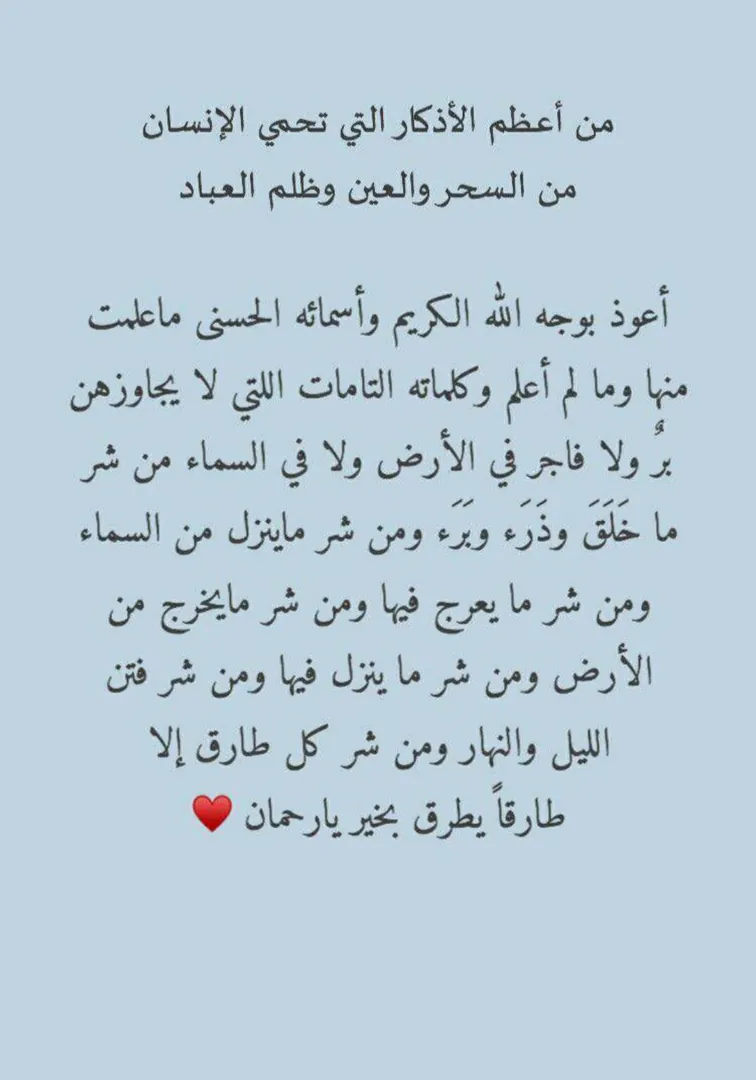 من أعظم الأذكار التي تحمي الإنسان
من السحر والعين وظلم العباد
أعوذ بوجه الله الكريم وأسمائه الحسنى ماعلمت
منها وما لم أعلم وكلماته التامات اللتي لا يجاوزهن
برٌ ولا فاجر في الأرض ولا في السماء من شر
ما خَلَقَ وذَرَء وبَرَء ومن شر ماينزل من السماء
ومن شر ما يعرج فيها ومن شر مايخرج من
الأرض ومن شر ما ينزل فيها ومن شر فتن
الليل والنهار ومن شر كل طارق إلا
طارقاً يطرق بخير يارحمان ♥️